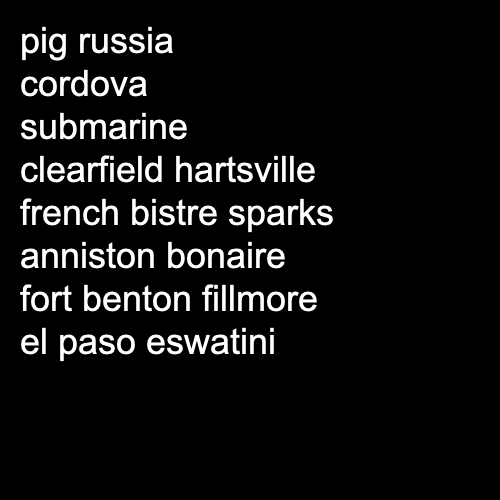 pig russia
cordova
submarine
clearfield hartsville
french bistre sparks
anniston bonaire
fort benton fillmore
el paso eswatini